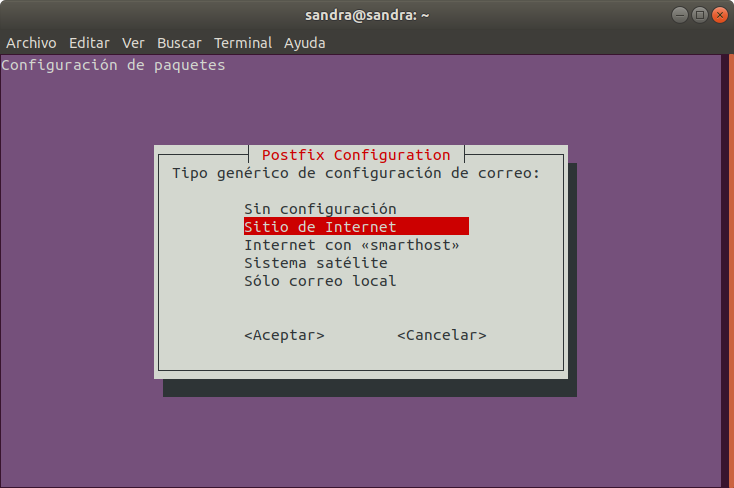 sandra@sandra: ~
Archivo Editar Ver Buscar Terminal Ayuda
Configuración de paquetes
Postfix Configuration
Tipo genérico de configuración de correo:
Sin configuración
Sitio de Internet
Internet con «smarthost»
Sistema satélite
Sólo correo local
<Aceptar> <Cancelar>